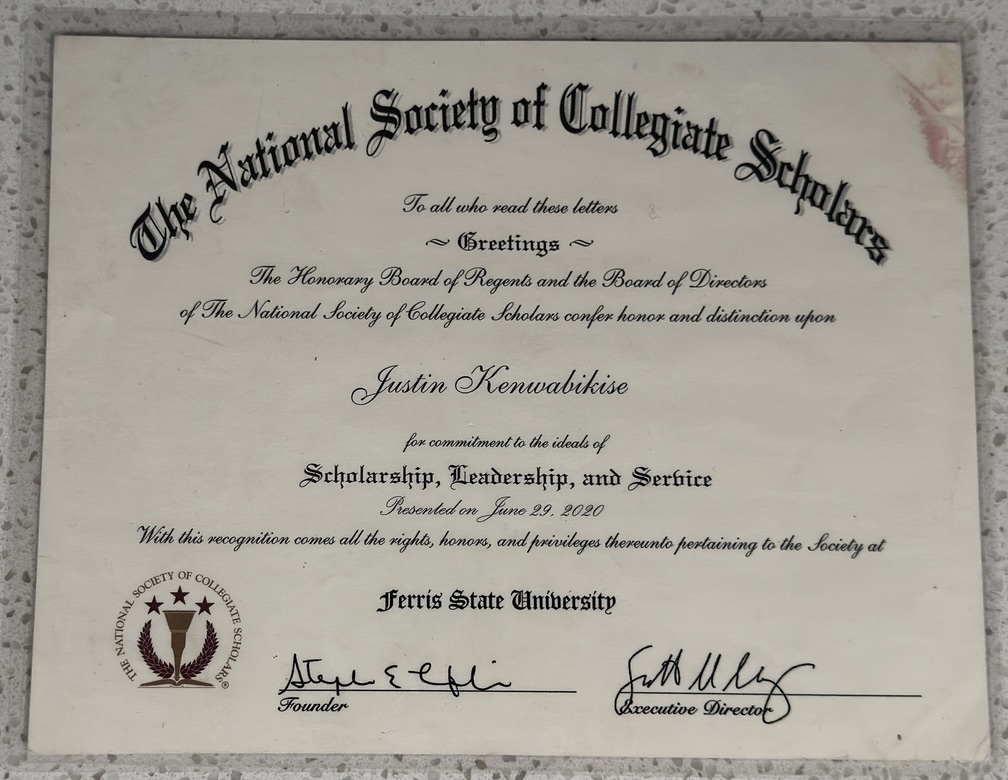 The National Society of Collegiate Scholars
To all who read these letters
~ Greetings ~
The Honorary Board of Regents and the Board of Directors
of The National Society of Collegiate Scholars confer honor and distinction upon
Justin Kenwabikise
for commitment to the ideals of
Scholarship, Leadership, and Service
Presented on June 29, 2020
With this recognition comes all the rights, honors, and privileges thereunto pertaining to the Society at
Ferris State University
THE NATIONAL SOCIETY OF COLLEGIATE SCHOLARS®
Founder
Executive Director